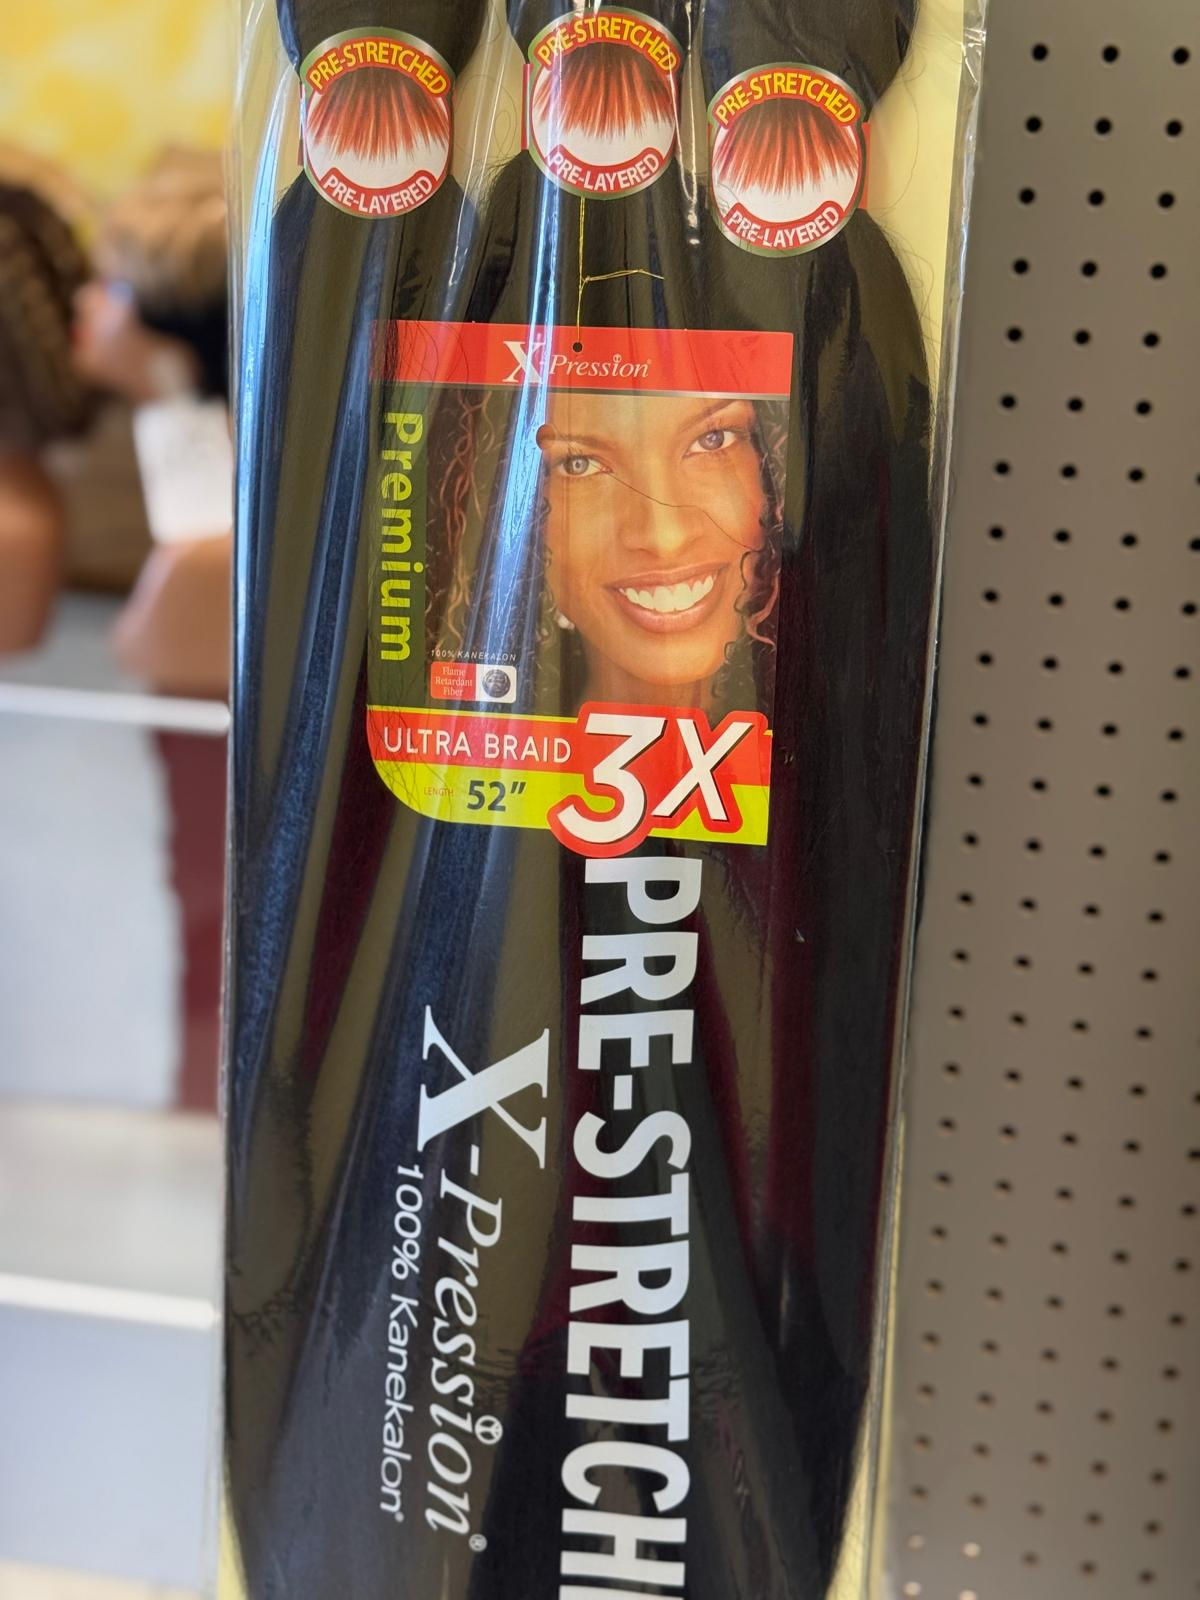 PRE-STRETCHED
PRE-LAYERED
PRE-STRETCHED
PRE-LAYERED
PRE-STRETCHED
PRE-LAYERED
X-Pression®
Premium
100% KANEKALON
Flame
Retardant
Fiber
ULTRA BRAID
3X
LENGTH 52"
PRE-STRETCH
X-Pression®
100% Kanekalon®